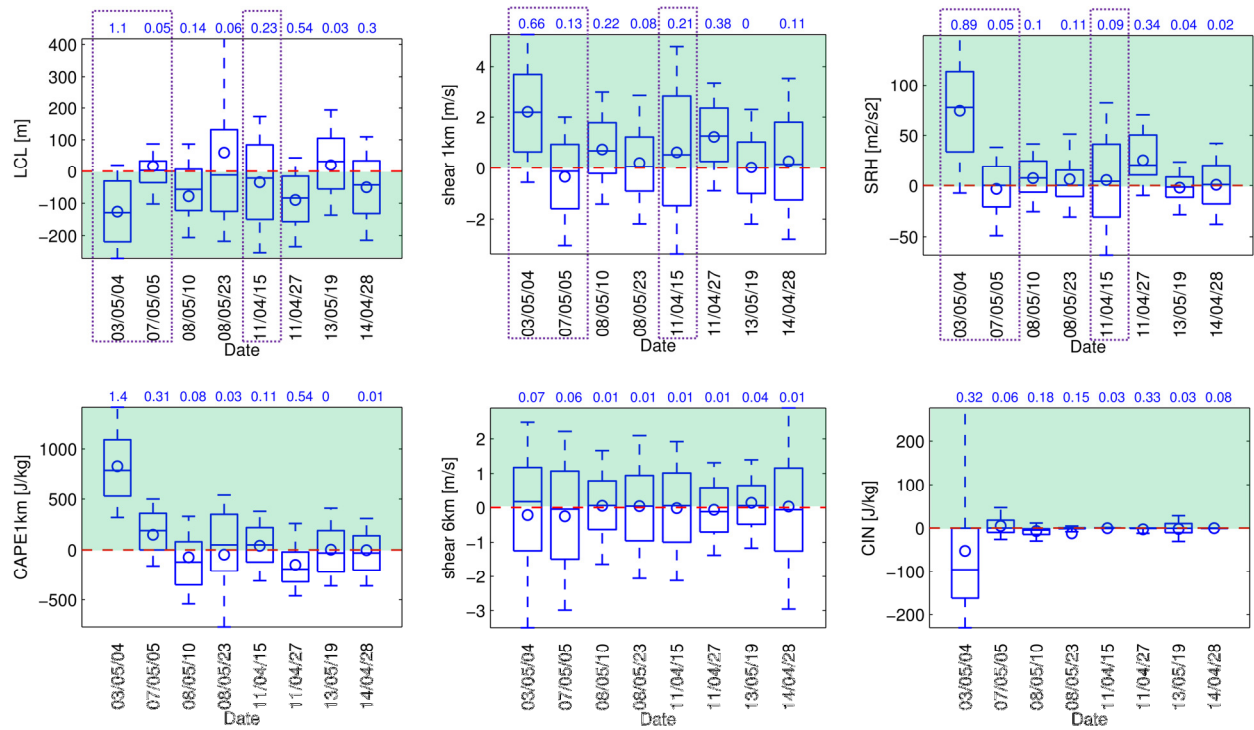 1.1 0.05 0.14 0.06 0.23 0.54 0.03 0.3
400
300
200
100
0
−100
−200
LCL [m]
03/05/04 07/05/05 08/05/10 08/05/23 11/04/15 11/04/27 13/05/19 14/04/28
Date
0.66 0.13 0.22 0.08 0.21 0.38 0 0.11
4
2
0
−2
shear 1km [m/s]
03/05/04 07/05/05 08/05/10 08/05/23 11/04/15 11/04/27 13/05/19 14/04/28
Date
0.89 0.05 0.1 0.11 0.09 0.34 0.04 0.02
100
50
0
−50
SRH [m2/s2]
03/05/04 07/05/05 08/05/10 08/05/23 11/04/15 11/04/27 13/05/19 14/04/28
Date
1.4 0.31 0.08 0.03 0.11 0.54 0 0.01
1000
500
0
−500
CAPE1km [J/kg]
03/05/04 07/05/05 08/05/10 08/05/23 11/04/15 11/04/27 13/05/19 14/04/28
Date
0.07 0.06 0.01 0.01 0.01 0.01 0.04 0.01
2
1
0
−1
−2
−3
shear 6km [m/s]
03/05/04 07/05/05 08/05/10 08/05/23 11/04/15 11/04/27 13/05/19 14/04/28
Date
0.32 0.06 0.18 0.15 0.03 0.33 0.03 0.08
200
100
0
−100
−200
CIN [J/kg]
03/05/04 07/05/05 08/05/10 08/05/23 11/04/15 11/04/27 13/05/19 14/04/28
Date